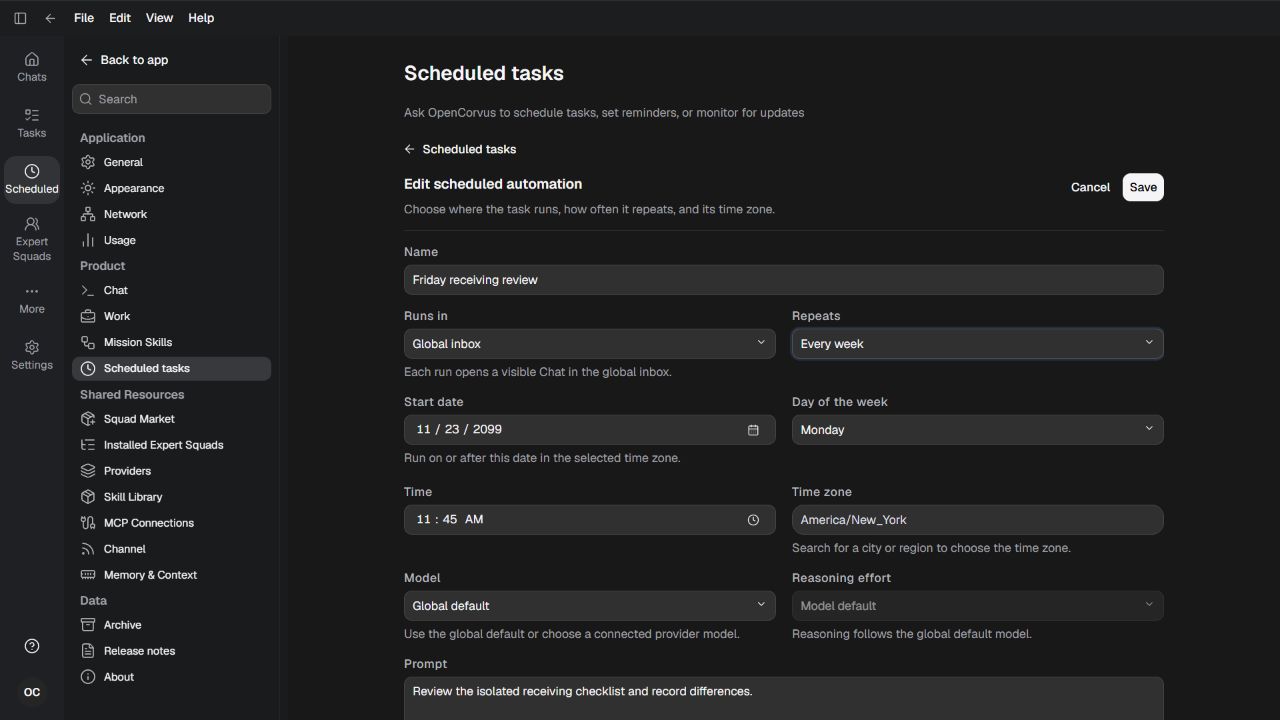 File Edit View Help
Chats
Tasks
Scheduled
Expert
Squads
More
Settings
OC
Back to app
Search
Application
General
Appearance
Network
Usage
Product
Chat
Work
Mission Skills
Scheduled tasks
Shared Resources
Squad Market
Installed Expert Squads
Providers
Skill Library
MCP Connections
Channel
Memory & Context
Data
Archive
Release notes
About
Scheduled tasks
Ask OpenCorvus to schedule tasks, set reminders, or monitor for updates
Scheduled tasks
Edit scheduled automation
Choose where the task runs, how often it repeats, and its time zone.
Cancel
Save
Name
Friday receiving review
Runs in
Global inbox
Each run opens a visible Chat in the global inbox.
Repeats
Every week
Start date
11 / 23 / 2099
Run on or after this date in the selected time zone.
Day of the week
Monday
Time
11 : 45 AM
Time zone
America/New_York
Search for a city or region to choose the time zone.
Model
Global default
Use the global default or choose a connected provider model.
Reasoning effort
Model default
Reasoning follows the global default model.
Prompt
Review the isolated receiving checklist and record differences.